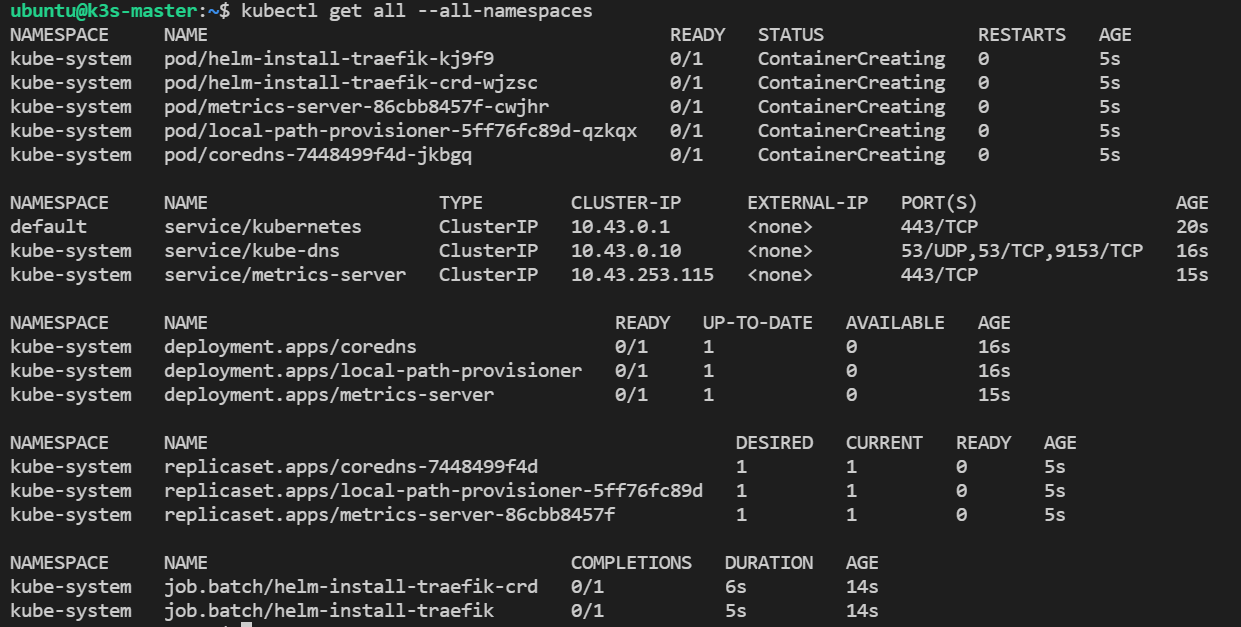 ubuntu@k3s-master:~$ kubectl get all --all-namespaces
NAMESPACE     NAME                                          READY   STATUS              RESTARTS   AGE
kube-system   pod/helm-install-traefik-kj9f9                0/1     ContainerCreating   0          5s
kube-system   pod/helm-install-traefik-crd-wjzsc            0/1     ContainerCreating   0          5s
kube-system   pod/metrics-server-86cbb8457f-cwjhr           0/1     ContainerCreating   0          5s
kube-system   pod/local-path-provisioner-5ff76fc89d-qzkqx   0/1     ContainerCreating   0          5s
kube-system   pod/coredns-7448499f4d-jkbgq                  0/1     ContainerCreating   0          5s

NAMESPACE     NAME                     TYPE        CLUSTER-IP      EXTERNAL-IP   PORT(S)                  AGE
default       service/kubernetes       ClusterIP   10.43.0.1       <none>        443/TCP                  20s
kube-system   service/kube-dns         ClusterIP   10.43.0.10      <none>        53/UDP,53/TCP,9153/TCP   16s
kube-system   service/metrics-server   ClusterIP   10.43.253.115   <none>        443/TCP                  15s

NAMESPACE     NAME                                     READY   UP-TO-DATE   AVAILABLE   AGE
kube-system   deployment.apps/coredns                  0/1     1            0           16s
kube-system   deployment.apps/local-path-provisioner   0/1     1            0           16s
kube-system   deployment.apps/metrics-server           0/1     1            0           15s

NAMESPACE     NAME                                                DESIRED   CURRENT   READY   AGE
kube-system   replicaset.apps/coredns-7448499f4d                  1         1         0       5s
kube-system   replicaset.apps/local-path-provisioner-5ff76fc89d   1         1         0       5s
kube-system   replicaset.apps/metrics-server-86cbb8457f           1         1         0       5s

NAMESPACE     NAME                                 COMPLETIONS   DURATION   AGE
kube-system   job.batch/helm-install-traefik-crd   0/1           6s         14s
kube-system   job.batch/helm-install-traefik       0/1           5s         14s